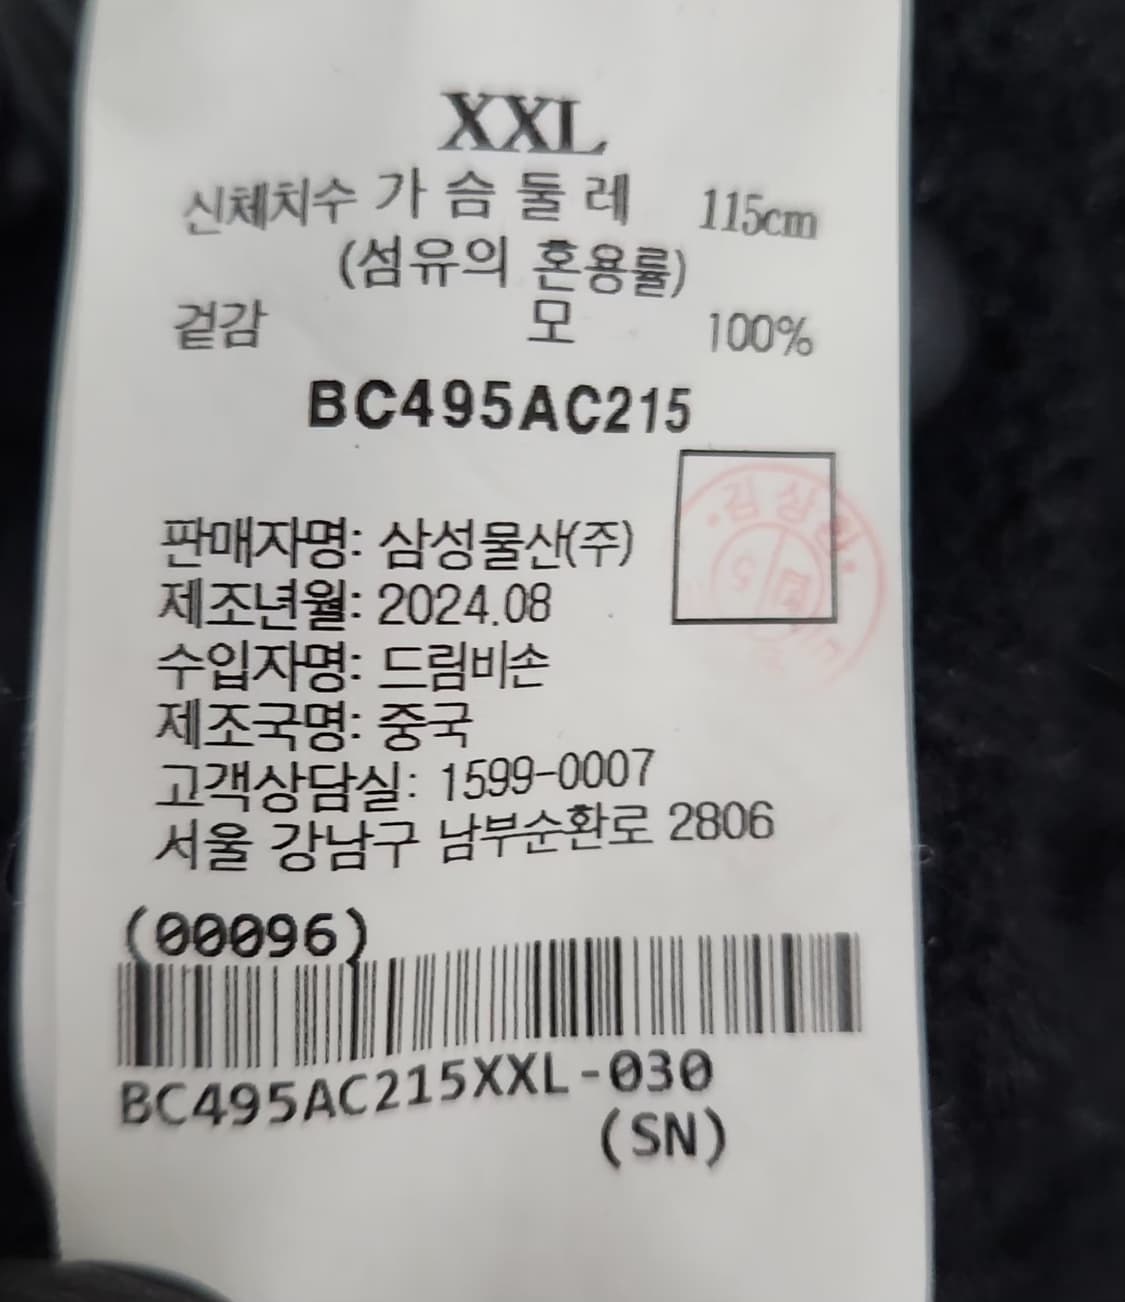 XXL
신체치수 가 슴 둘 레 115cm
(섬유의 혼용률)
겉감 모 100%
BC495AC215
판매자명: 삼성물산(주)
제조년월: 2024.08
수입자명: 드림비손
제조국명: 중국
고객상담실: 1599-0007
서울 강남구 남부순환로 2806
(00096)
BC495AC215XXL-030
(SN)